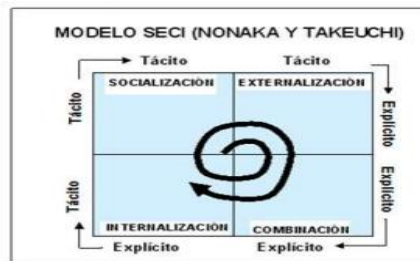 MODELO SECI (NONAKA Y TAKEUCHI)
Tácito Tácito
SOCIALIZACIÓN EXTERNALIZACIÓN
Tácito
Explícito
Tácito
Explícito
INTERNALIZACIÓN COMBINACIÓN
Explícito Explícito